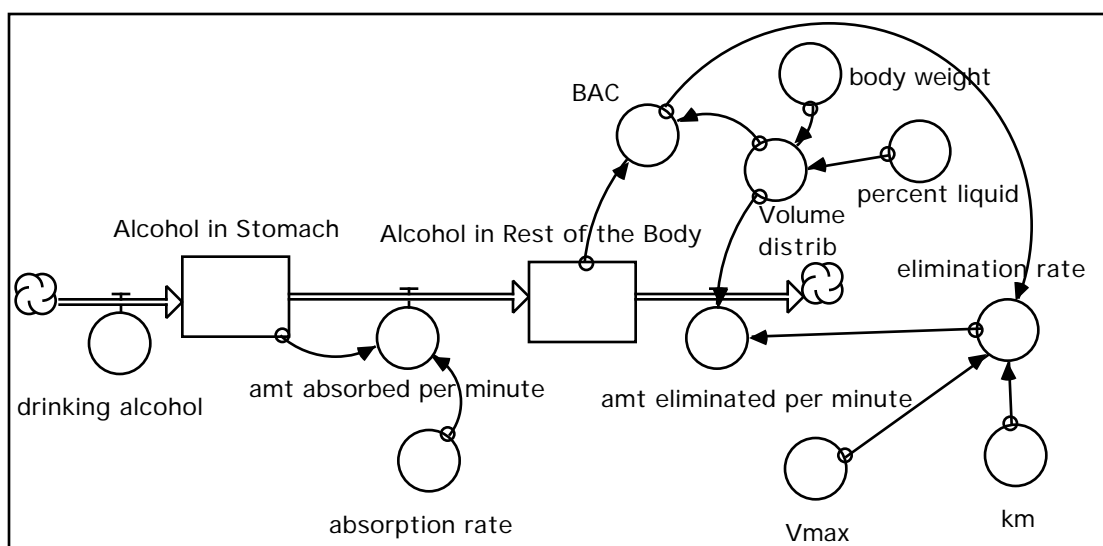 BAC
body weight
percent liquid
Volume
distrib
Alcohol in Stomach
Alcohol in Rest of the Body
elimination rate
drinking alcohol
amt absorbed per minute
amt eliminated per minute
absorption rate
Vmax
km